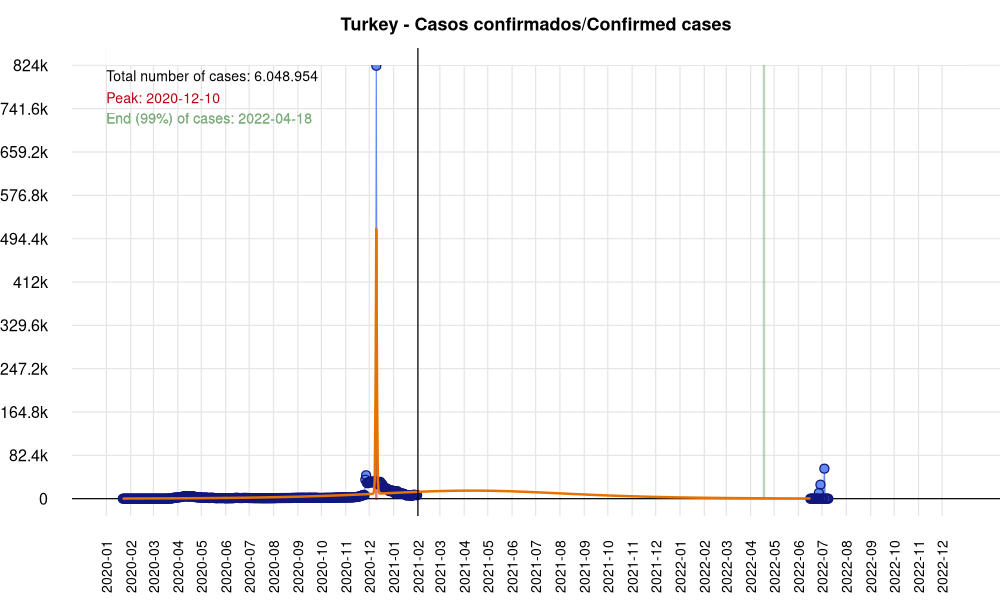 Turkey - Casos confirmados/Confirmed cases
824k
Total number of cases: 6.048.954
Peak: 2020-12-10
741.6k
End (99%) of cases: 2022-04-18
659.2k
576.8k
494.4k
412k
329.6k
247.2k
164.8k
82.4k
0
2020-01
2020-02
2020-03
2020-04
2020-05
2020-06
2020-07
2020-08
2020-09
2020-10
2020-11
2020-12
2021-01
2021-02
2021-03
2021-04
2021-05
2021-06
2021-07
2021-08
2021-09
2021-10
2021-11
2021-12
2022-01
2022-02
2022-03
2022-04
2022-05
2022-06
2022-07
2022-08
2022-09
2022-10
2022-11
2022-12